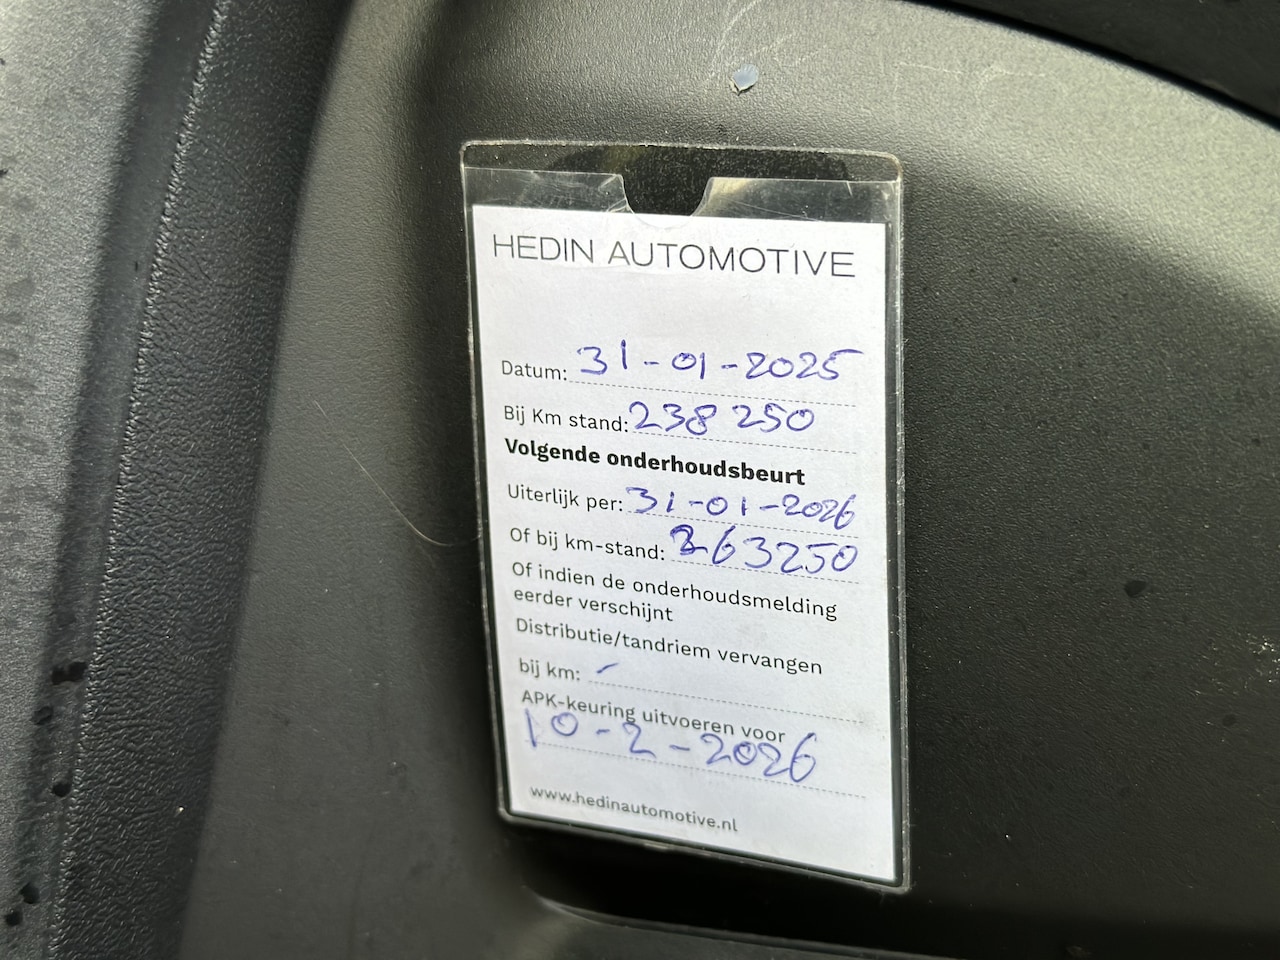 HEDIN AUTOMOTIVE
Datum: 31-01-2025
Bij Km stand: 238 250
Volgende onderhoudsbeurt
Uiterlijk per: 31-01-2026
Of bij km-stand: 263250
Of indien de onderhoudsmelding
eerder verschijnt
Distributie/tandriem vervangen
bij km: -
APK-keuring uitvoeren voor
10-2-2026
www.hedinautomotive.nl